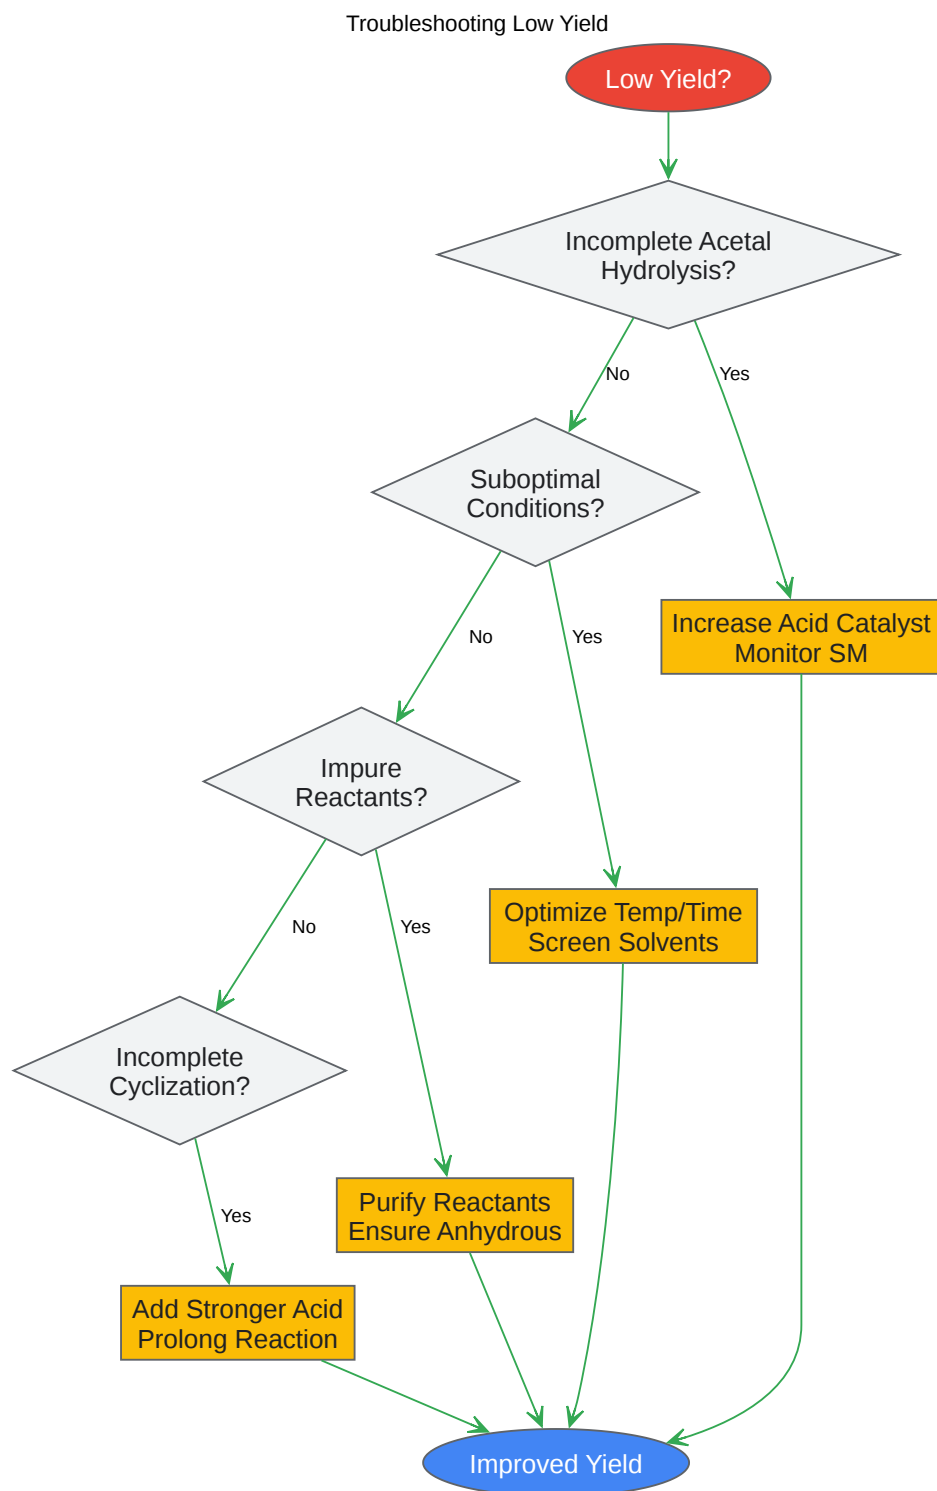 Troubleshooting Low Yield
Low Yield?
Incomplete Acetal
Hydrolysis?
No
Yes
Suboptimal
Conditions?
No
Yes
Increase Acid Catalyst
Monitor SM
Impure
Reactants?
No
Yes
Optimize Temp/Time
Screen Solvents
Incomplete
Cyclization?
Yes
Purify Reactants
Ensure Anhydrous
Add Stronger Acid
Prolong Reaction
Improved Yield